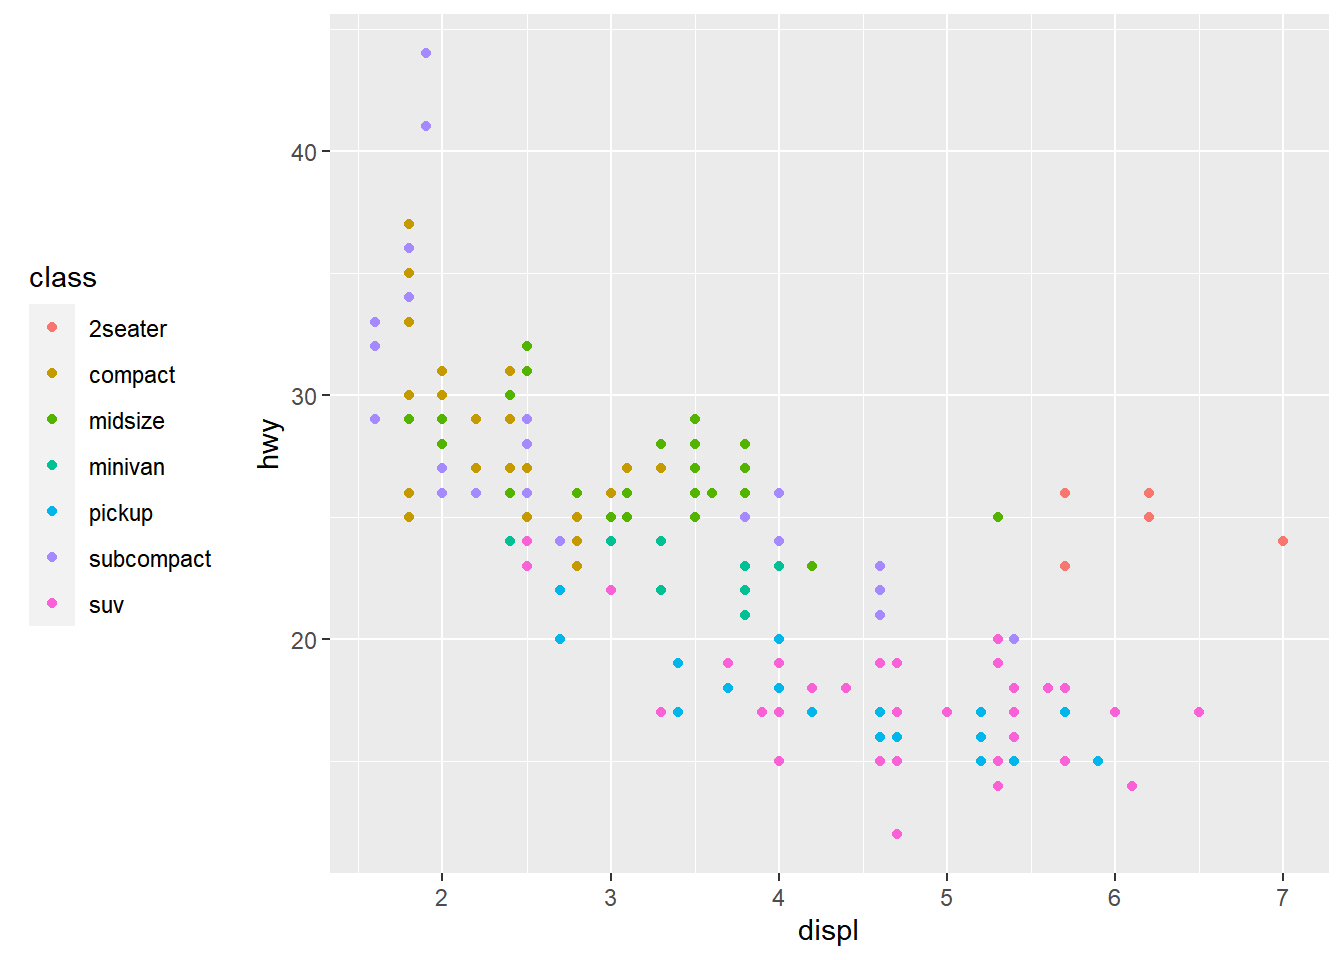 class
2seater
compact
midsize
minivan
pickup
subcompact
suv
hwy
40
30
20
2 3 4 5 6 7
displ